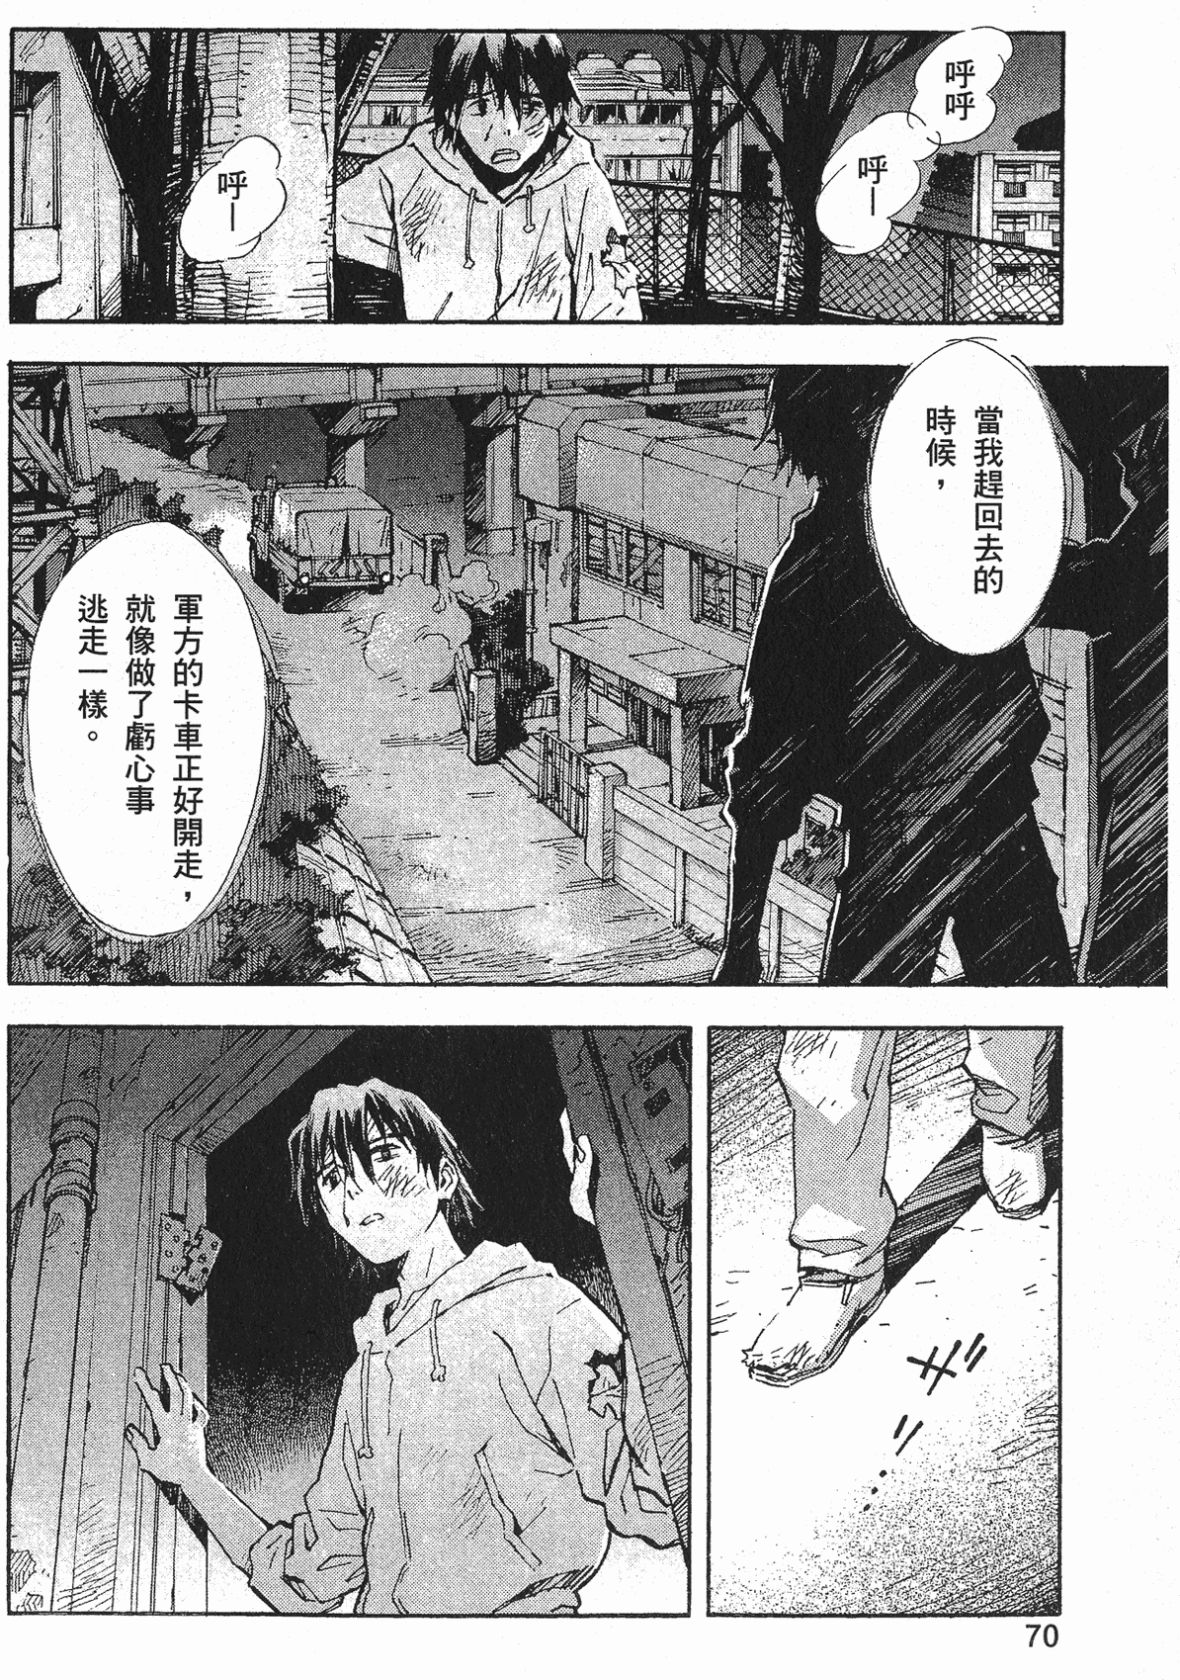 呼呼
呼—
呼—
當我趕回去的
時候，
軍方的卡車正好開走，
就像做了虧心事
逃走一樣。
ザッ
70